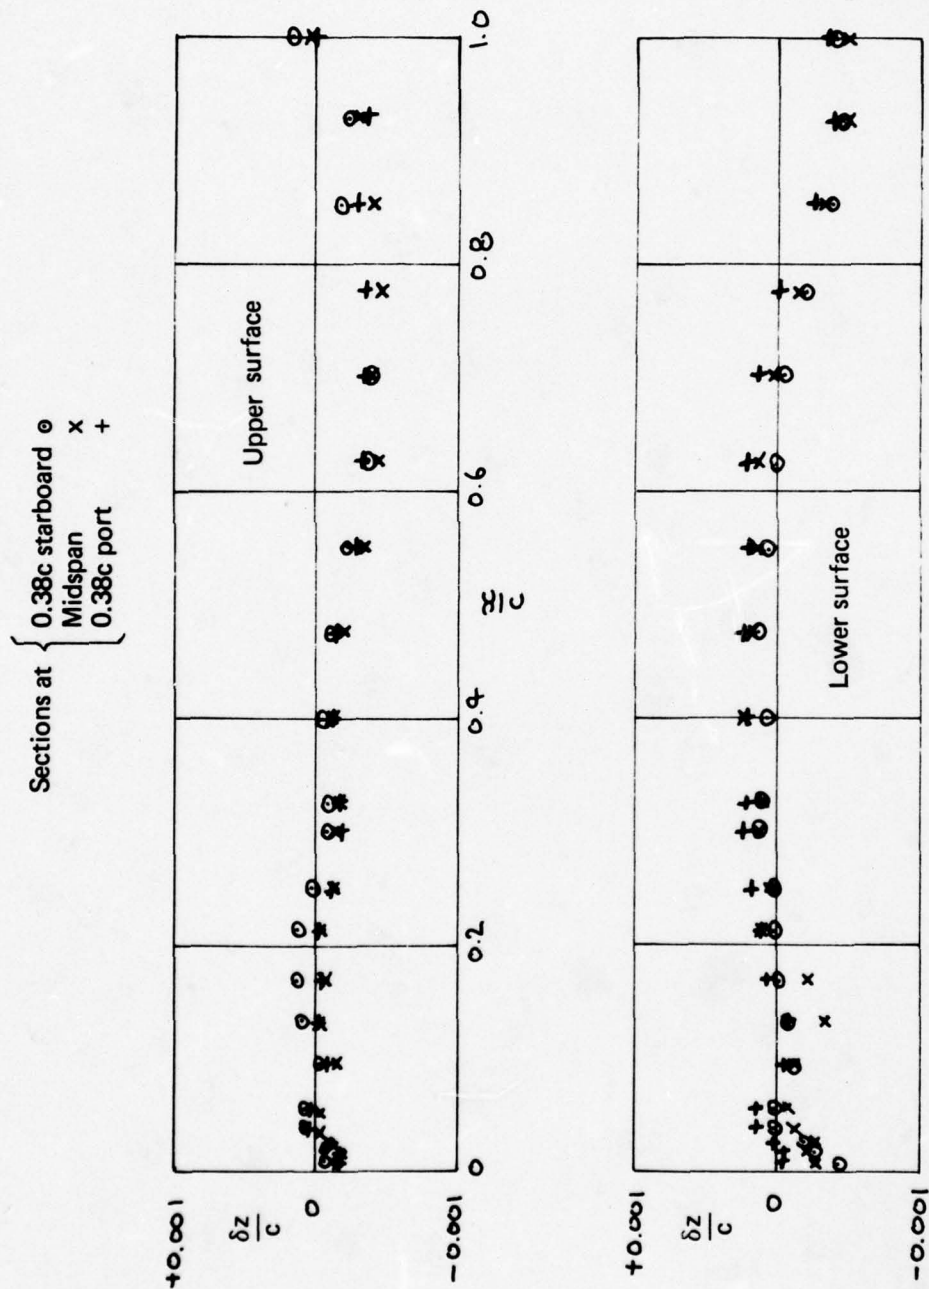 Sections at { 0.38c starboard ⊙
Midspan ×
0.38c port +
+0.001
δz/c
0
-0.001
Upper surface
0 0.2 0.4 0.6 0.8 1.0
x/c
+0.001
δz/c
0
-0.001
Lower surface